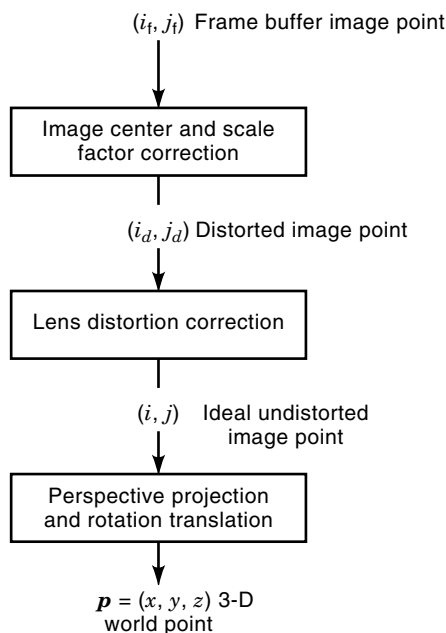 (i_f, j_f) Frame buffer image point
Image center and scale
factor correction
(i_d, j_d) Distorted image point
Lens distortion correction
(i, j) Ideal undistorted
image point
Perspective projection
and rotation translation
p = (x, y, z) 3-D
world point